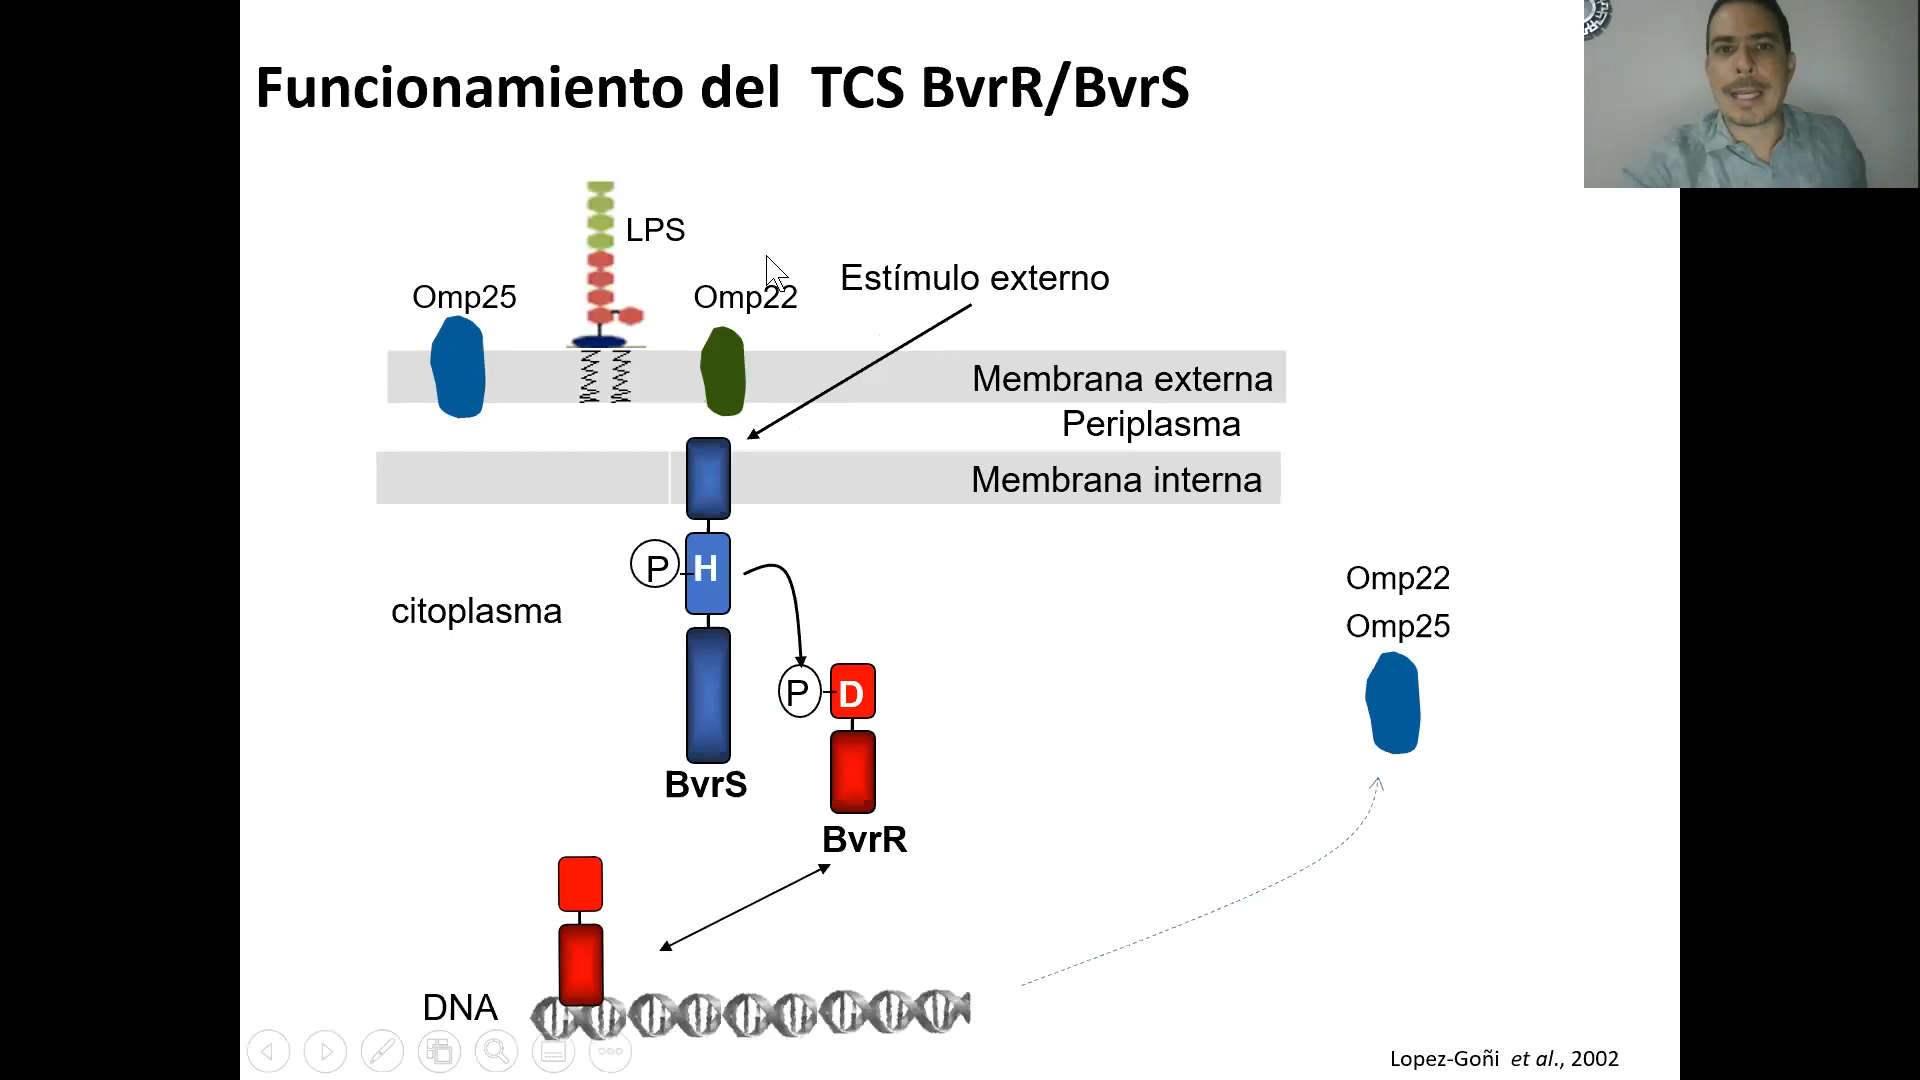 Funcionamiento del  TCS BvrR/BvrS
LPS
Estímulo externo
Omp25
Omp22
Membrana externa
Periplasma
Membrana interna
P
H
citoplasma
Omp22
Omp25
P
D
BvrS
BvrR
DNA
Lopez-Goñi  et al., 2002